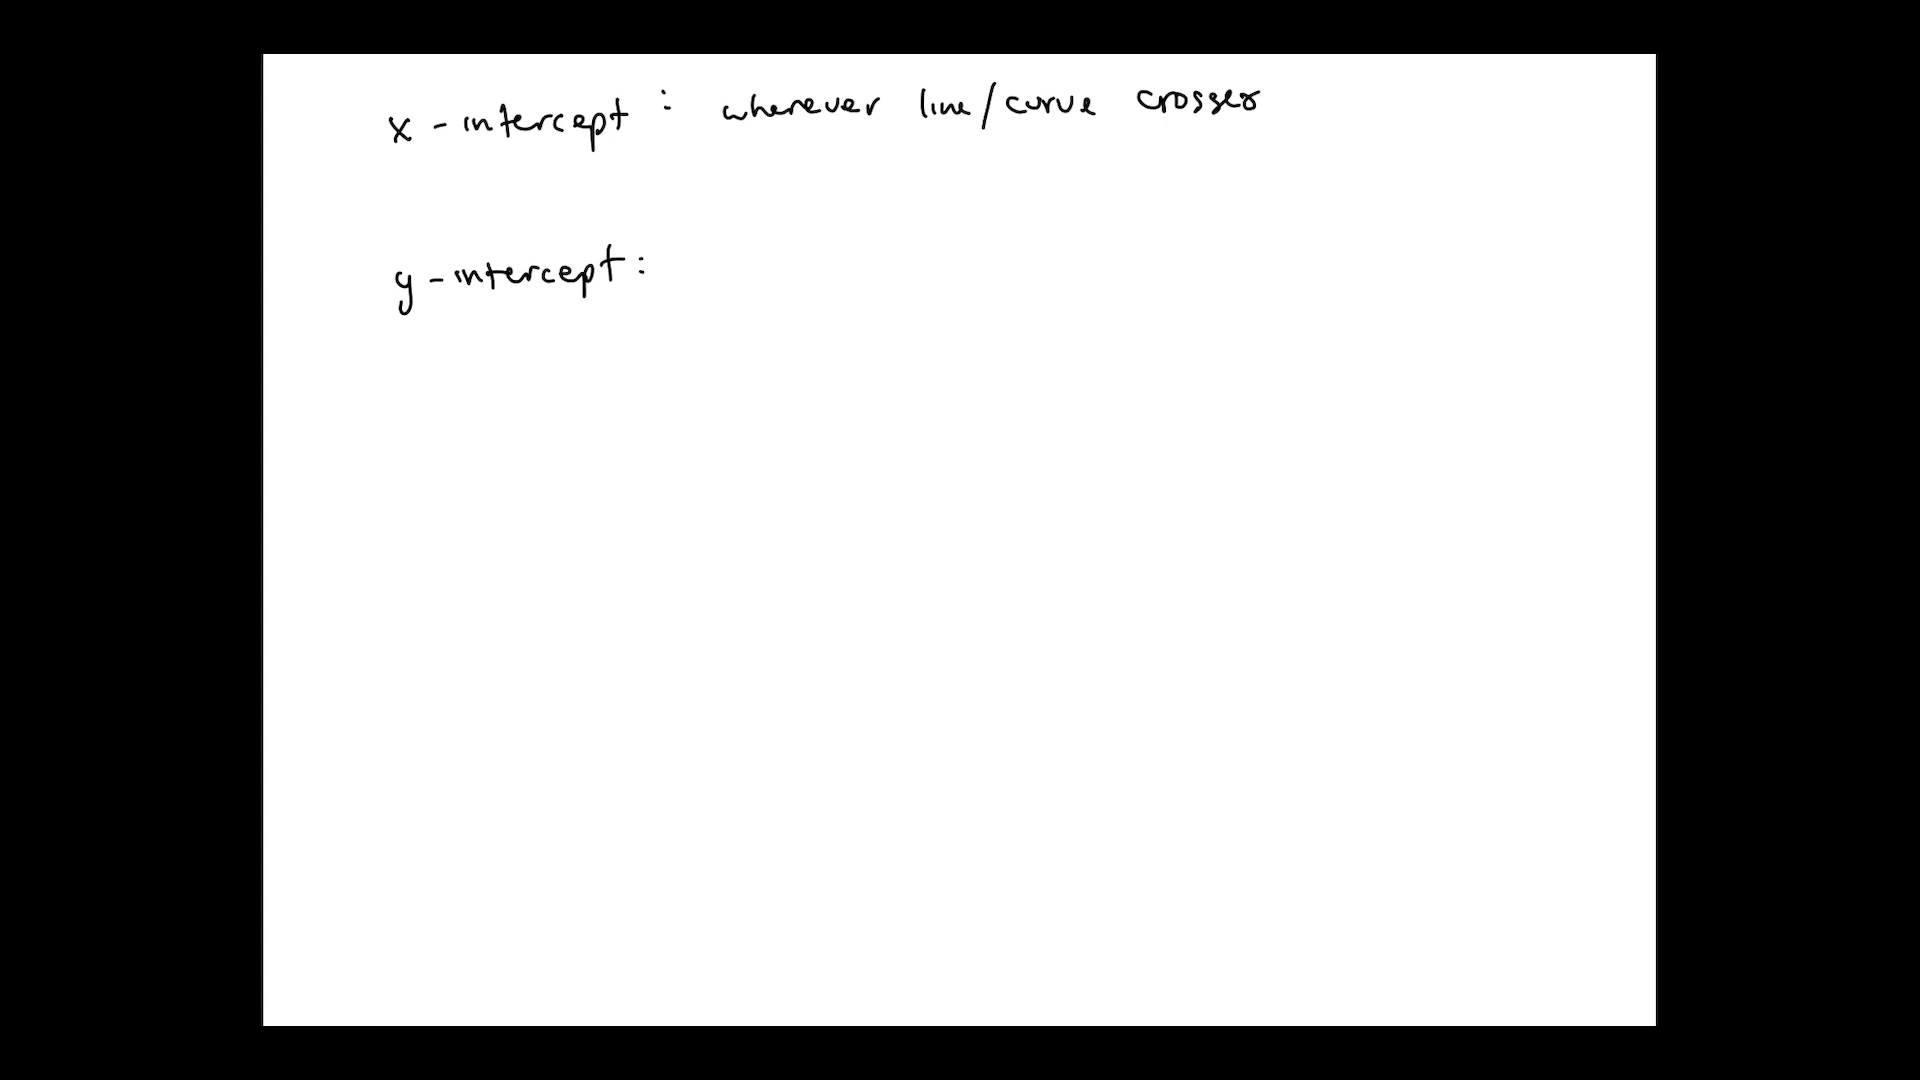 x - intercept : wherever line/curve crosses
y - intercept :